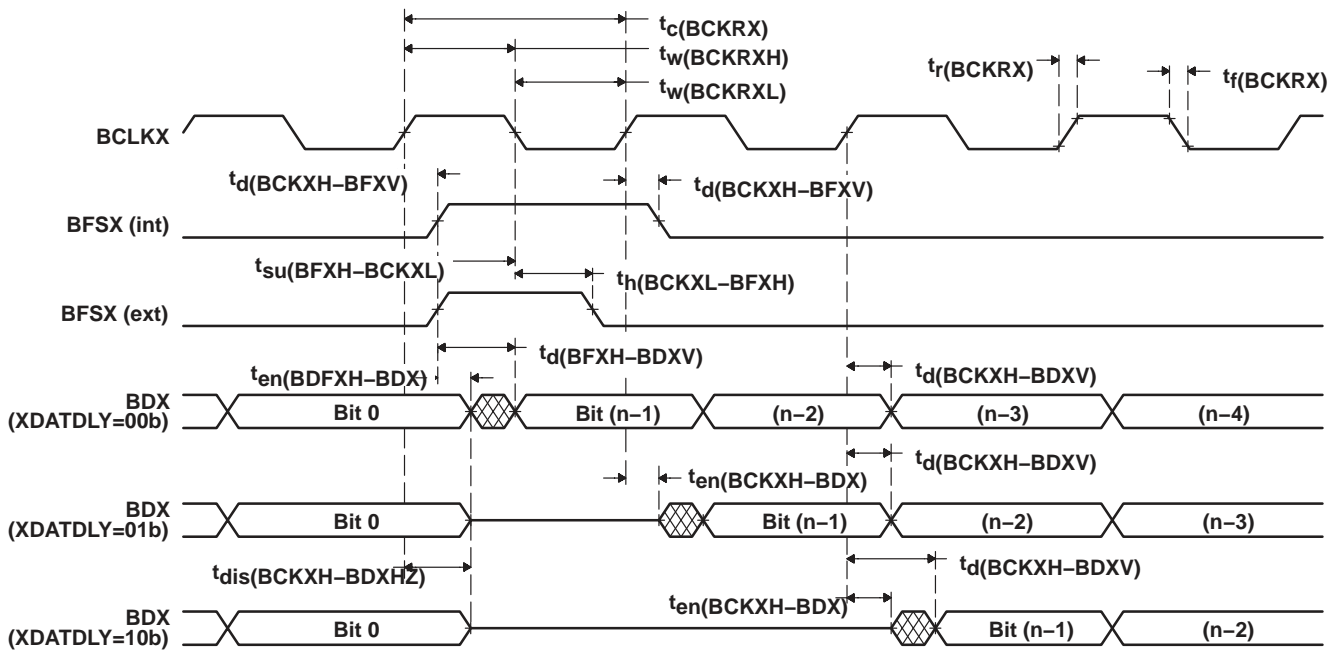 tc(BCKRX)
tw(BCKRXH)
tr(BCKRX)
tf(BCKRX)
tw(BCKRXL)
BCLKX
td(BCKXH–BFXV)
td(BCKXH–BFXV)
BFSX (int)
tsu(BFXH–BCKXL)
th(BCKXL–BFXH)
BFSX (ext)
td(BFXH–BDXV)
ten(BDFXH–BDX)
td(BCKXH–BDXV)
BDX
(XDATDLY=00b)
Bit 0
Bit (n–1)
(n–2)
(n–3)
(n–4)
td(BCKXH–BDXV)
ten(BCKXH–BDX)
BDX
(XDATDLY=01b)
Bit 0
Bit (n–1)
(n–2)
(n–3)
tdis(BCKXH–BDXHZ)
td(BCKXH–BDXV)
ten(BCKXH–BDX)
BDX
(XDATDLY=10b)
Bit 0
Bit (n–1)
(n–2)